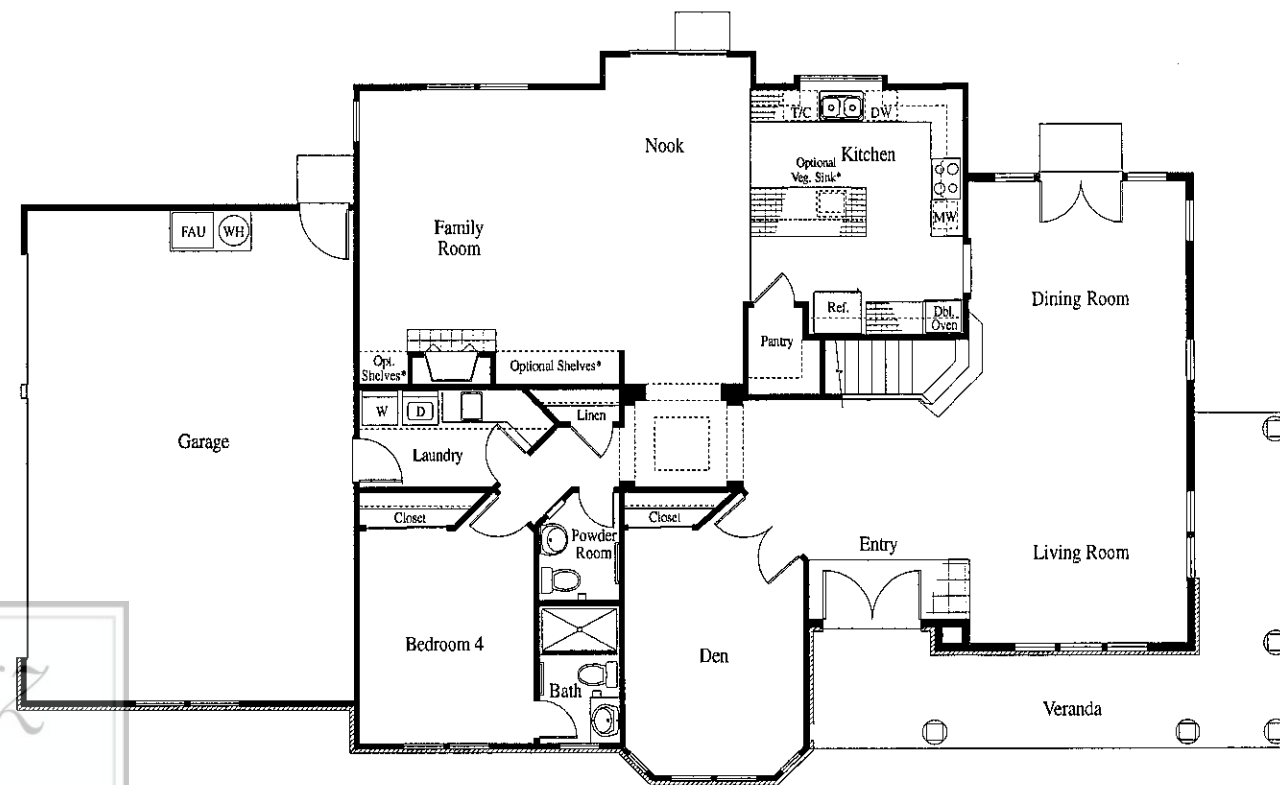 Nook
T/C
DW
Kitchen
Optional
Veg. Sink*
MW
FAU
WH
Family
Room
Dining Room
Ref.
Dbl.
Oven
Pantry
Opt.
Shelves*
Optional Shelves*
W
D
Linen
Garage
Laundry
Closet
Closet
Powder
Room
Entry
Living Room
Bedroom 4
Den
Bath
Veranda